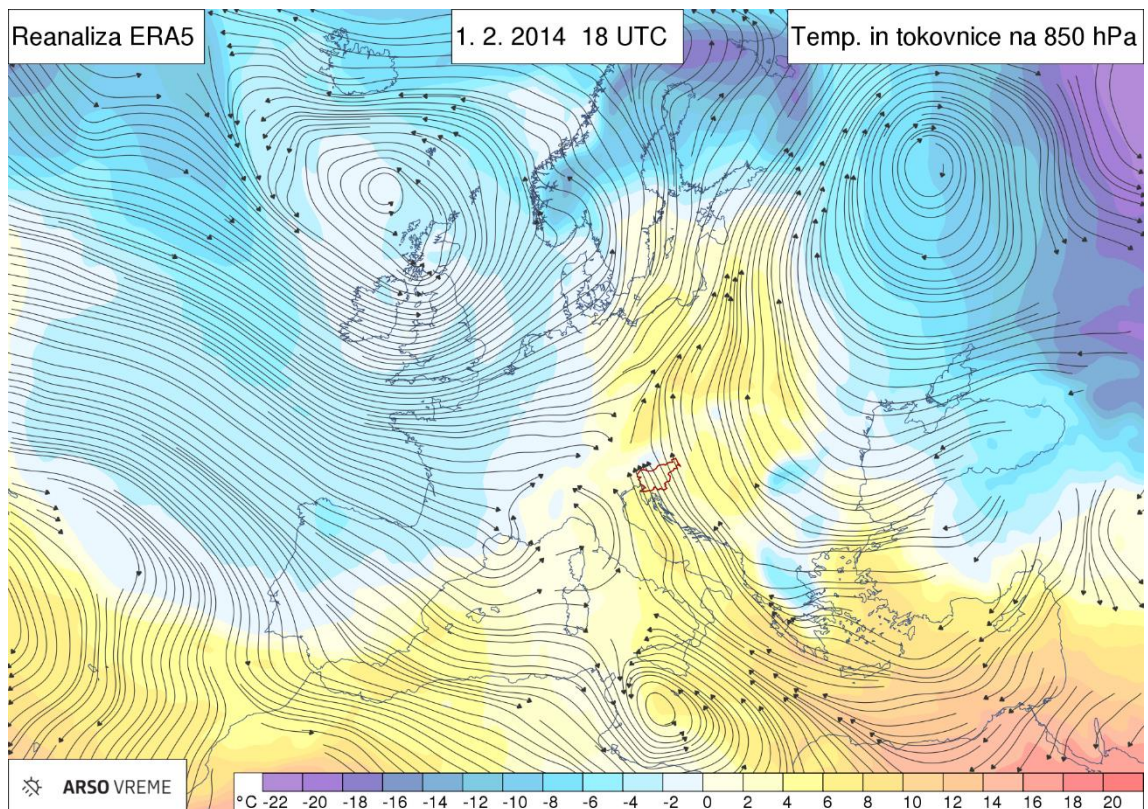 Reanaliza ERA5
1. 2. 2014 18 UTC
Temp. in tokovnice na 850 hPa
ARSO VREME
°C -22 -20 -18 -16 -14 -12 -10 -8 -6 -4 -2 0 2 4 6 8 10 12 14 16 18 20